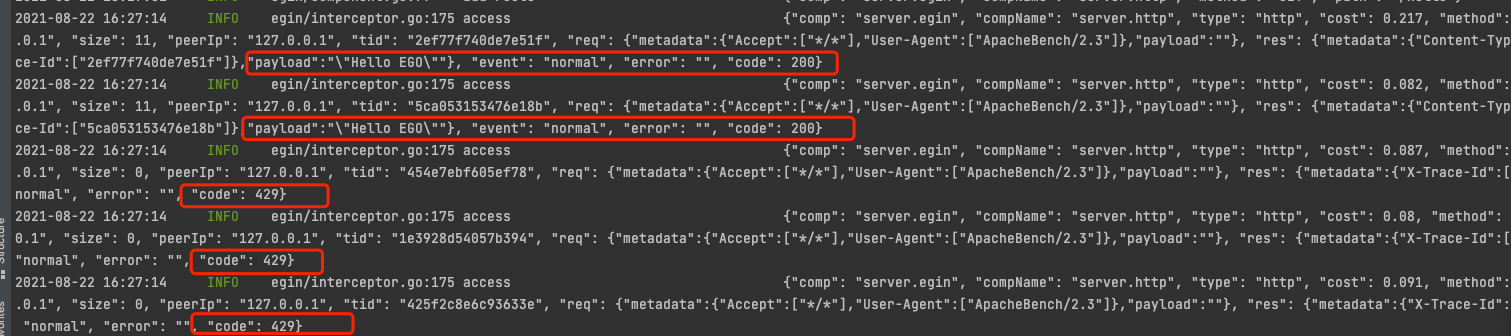 2021-08-22 16:27:14 INFO egin/interceptor.go:175 access {"comp": "server.egin", "compName": "server.http", "type": "http", "cost": 0.217, "method":
.0.1", "size": 11, "peerIp": "127.0.0.1", "tid": "2ef77f740de7e51f", "req": {"metadata":{"Accept":["*/*"],"User-Agent":["ApacheBench/2.3"]},"payload":""}, "res": {"metadata":{"Content-Typ
ce-Id":["2ef77f740de7e51f"]},"payload":"\"Hello EGO\""}, "event": "normal", "error": "", "code": 200}
2021-08-22 16:27:14 INFO egin/interceptor.go:175 access {"comp": "server.egin", "compName": "server.http", "type": "http", "cost": 0.082, "method":
.0.1", "size": 11, "peerIp": "127.0.0.1", "tid": "5ca053153476e18b", "req": {"metadata":{"Accept":["*/*"],"User-Agent":["ApacheBench/2.3"]},"payload":""}, "res": {"metadata":{"Content-Typ
ce-Id":["5ca053153476e18b"]},"payload":"\"Hello EGO\""}, "event": "normal", "error": "", "code": 200}
2021-08-22 16:27:14 INFO egin/interceptor.go:175 access {"comp": "server.egin", "compName": "server.http", "type": "http", "cost": 0.087, "method":
.0.1", "size": 0, "peerIp": "127.0.0.1", "tid": "454e7ebf605ef78", "req": {"metadata":{"Accept":["*/*"],"User-Agent":["ApacheBench/2.3"]},"payload":""}, "res": {"metadata":{"X-Trace-Id":[
normal", "error": "", "code": 429}
2021-08-22 16:27:14 INFO egin/interceptor.go:175 access {"comp": "server.egin", "compName": "server.http", "type": "http", "cost": 0.08, "method":
0.1", "size": 0, "peerIp": "127.0.0.1", "tid": "1e3928d54057b394", "req": {"metadata":{"Accept":["*/*"],"User-Agent":["ApacheBench/2.3"]},"payload":""}, "res": {"metadata":{"X-Trace-Id":[
"normal", "error": "", "code": 429}
2021-08-22 16:27:14 INFO egin/interceptor.go:175 access {"comp": "server.egin", "compName": "server.http", "type": "http", "cost": 0.091, "method":
.0.1", "size": 0, "peerIp": "127.0.0.1", "tid": "425f2c8e6c93633e", "req": {"metadata":{"Accept":["*/*"],"User-Agent":["ApacheBench/2.3"]},"payload":""}, "res": {"metadata":{"X-Trace-Id":[
"normal", "error": "", "code": 429}